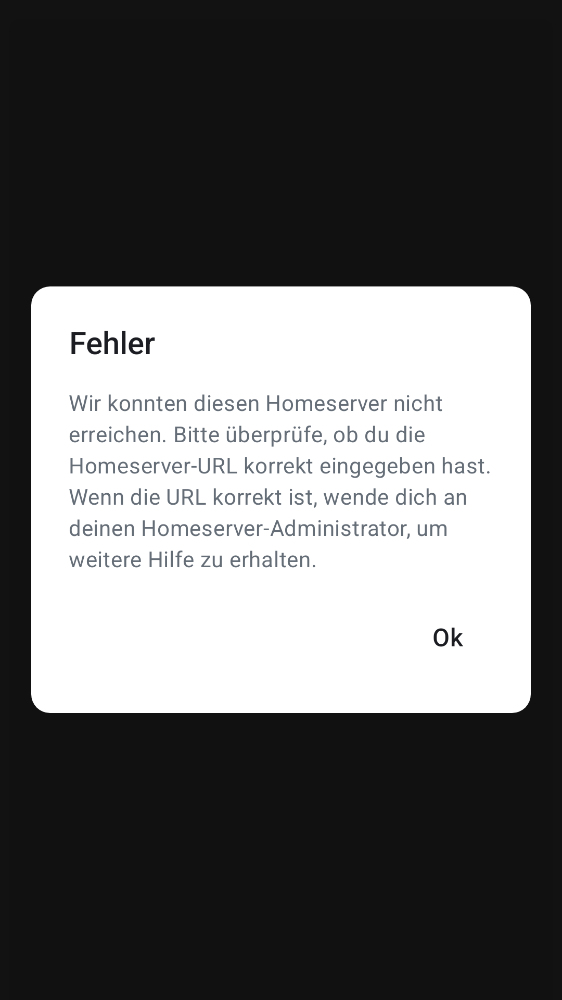 Fehler
Wir konnten diesen Homeserver nicht
erreichen. Bitte überprüfe, ob du die
Homeserver-URL korrekt eingegeben hast.
Wenn die URL korrekt ist, wende dich an
deinen Homeserver-Administrator, um
weitere Hilfe zu erhalten.
Ok